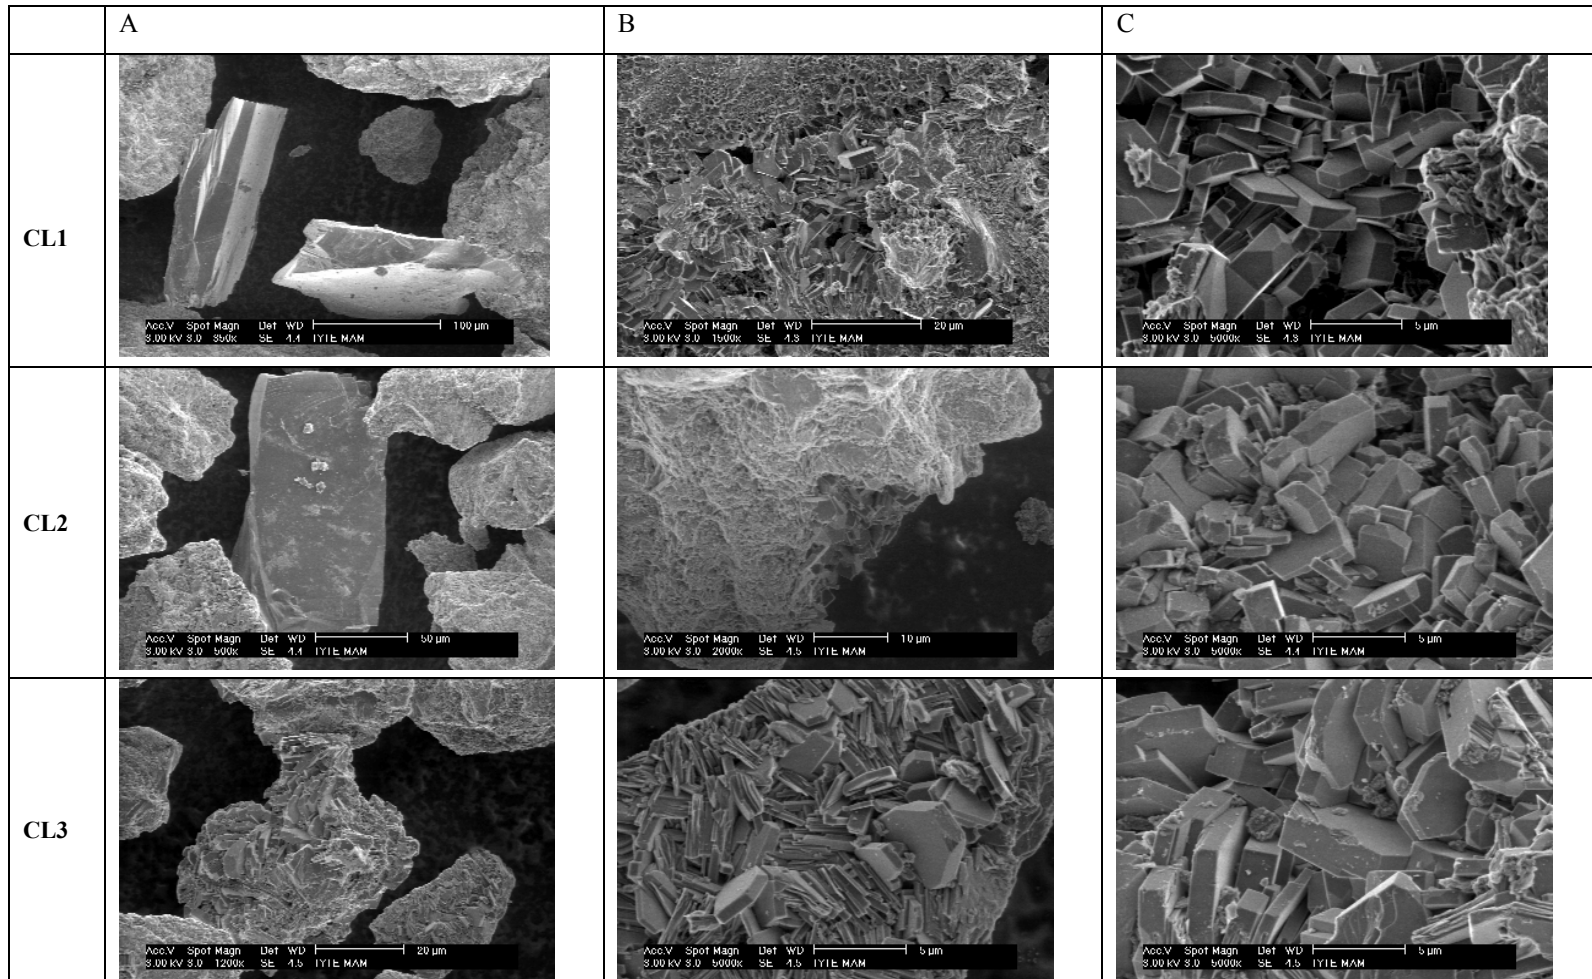 A B C
CL1
Acc.V Spot Magn Det WD 100 µm
3.00 kV 3.0 350x SE 4.4 IYTE MAM
Acc.V Spot Magn Det WD 20 µm
3.00 kV 3.0 1500x SE 4.3 IYTE MAM
Acc.V Spot Magn Det WD 5 µm
3.00 kV 3.0 5000x SE 4.3 IYTE MAM
CL2
Acc.V Spot Magn Det WD 50 µm
3.00 kV 3.0 500x SE 4.4 IYTE MAM
Acc.V Spot Magn Det WD 10 µm
3.00 kV 3.0 2000x SE 4.5 IYTE MAM
Acc.V Spot Magn Det WD 5 µm
3.00 kV 3.0 5000x SE 4.4 IYTE MAM
CL3
Acc.V Spot Magn Det WD 20 µm
3.00 kV 3.0 1200x SE 4.5 IYTE MAM
Acc.V Spot Magn Det WD 5 µm
3.00 kV 3.0 5000x SE 4.5 IYTE MAM
Acc.V Spot Magn Det WD 5 µm
3.00 kV 3.0 5000x SE 4.5 IYTE MAM